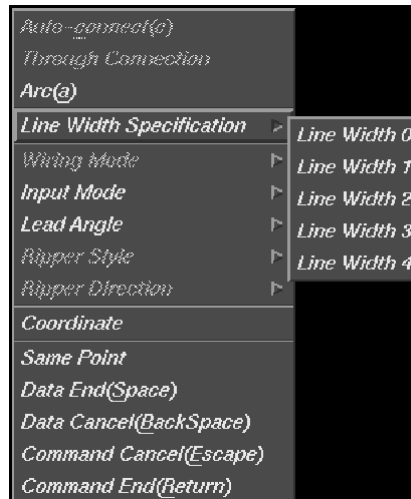 Auto-connect(c)
Through Connection
Arc(a)
Line Width Specification
Wiring Mode
Input Mode
Lead Angle
Ripper Style
Ripper Direction
Coordinate
Same Point
Data End(Space)
Data Cancel(BackSpace)
Command Cancel(Escape)
Command End(Return)
Line Width 0
Line Width 1
Line Width 2
Line Width 3
Line Width 4